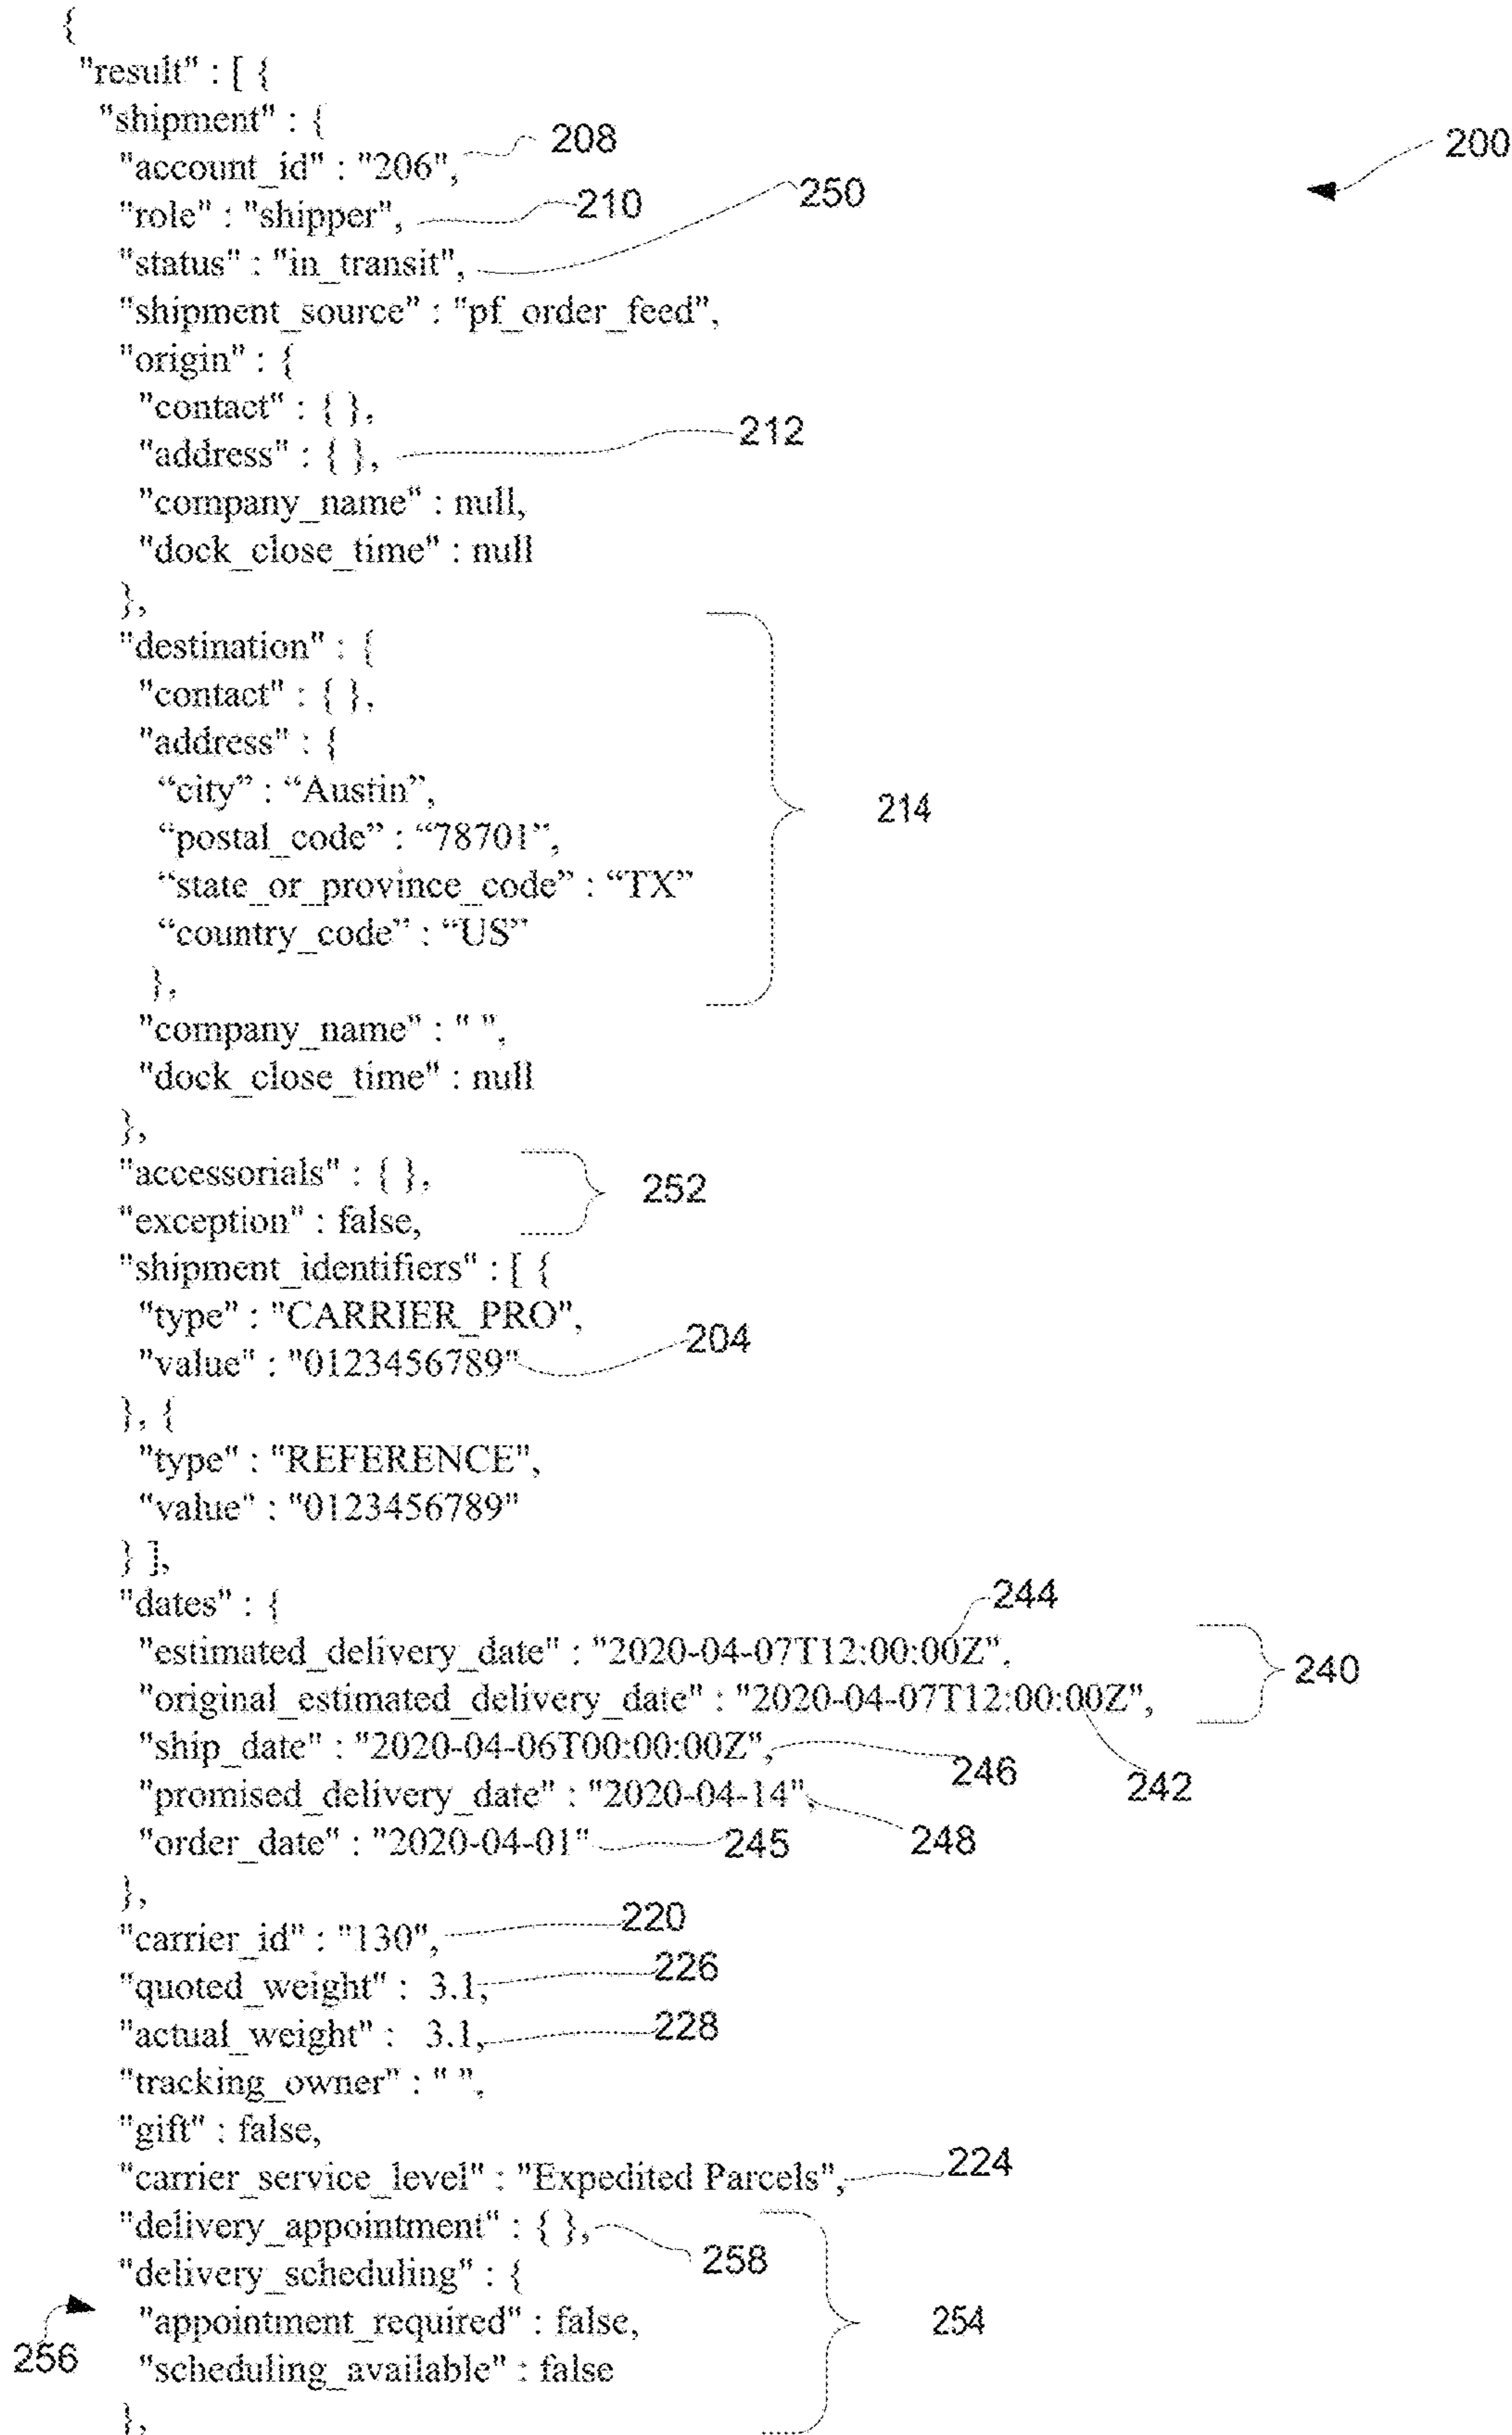 {
"result" : [ {
"shipment" : {
"account_id" : "206", 208
200
"role" : "shipper", 210 250
"status" : "in_transit",
"shipment_source" : "pf_order_feed",
"origin" : {
"contact" : { },
"address" : { }, 212
"company_name" : null,
"dock_close_time" : null
},
"destination" : {
"contact" : { },
"address" : {
“city” : “Austin”,
“postal_code” : “78701”, 214
“state_or_province_code” : “TX”
“country_code” : “US”
},
"company_name" : " ",
"dock_close_time" : null
},
"accessorials" : { }, 252
"exception" : false,
"shipment_identifiers" : [ {
"type" : "CARRIER_PRO",
"value" : "0123456789" 204
}, {
"type" : "REFERENCE",
"value" : "0123456789"
} ],
"dates" : { 244
"estimated_delivery_date" : "2020-04-07T12:00:00Z", 240
"original_estimated_delivery_date" : "2020-04-07T12:00:00Z",
"ship_date" : "2020-04-06T00:00:00Z", 246 242
"promised_delivery_date" : "2020-04-14", 248
"order_date" : "2020-04-01" 245
},
"carrier_id" : "130", 220
"quoted_weight" : 3.1, 226
"actual_weight" : 3.1, 228
"tracking_owner" : " ",
"gift" : false,
"carrier_service_level" : "Expedited Parcels", 224
"delivery_appointment" : { }, 258
"delivery_scheduling" : {
"appointment_required" : false, 254
256 "scheduling_available" : false
},